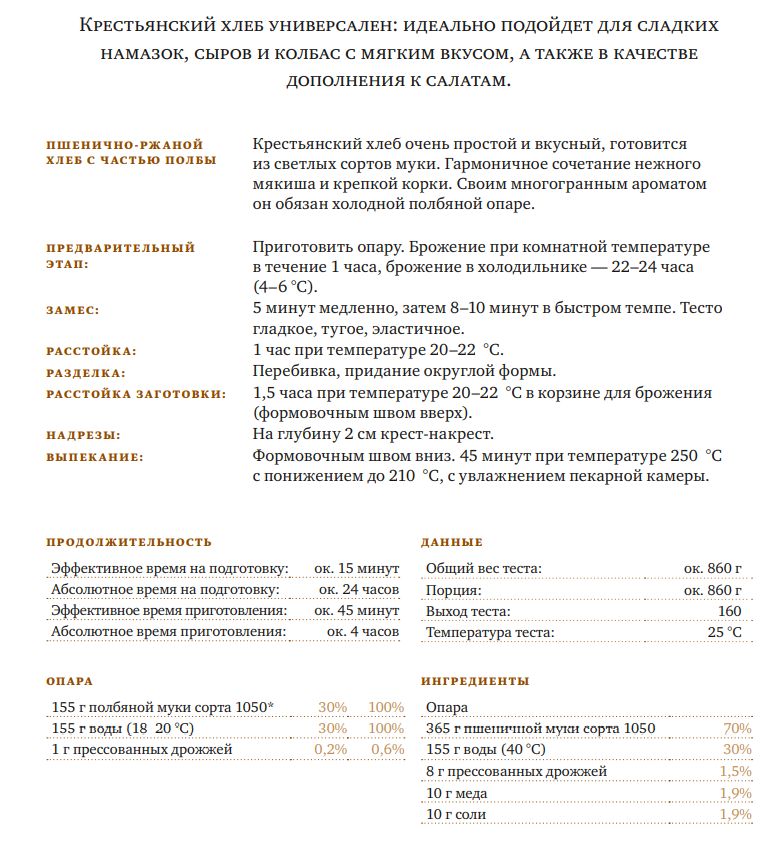 Крестьянский хлеб универсален: идеально подойдет для сладких
намазок, сыров и колбас с мягким вкусом, а также в качестве
дополнения к салатам.
ПШЕНИЧНО-РЖАНОЙ
ХЛЕБ С ЧАСТЬЮ ПОЛБЫ
Крестьянский хлеб очень простой и вкусный, готовится
из светлых сортов муки. Гармоничное сочетание нежного
мякиша и крепкой корки. Своим многогранным ароматом
он обязан холодной полбяной опаре.
ПРЕДВАРИТЕЛЬНЫЙ
ЭТАП:
Приготовить опару. Брожение при комнатной температуре
в течение 1 часа, брожение в холодильнике — 22–24 часа
(4–6 °C).
ЗАМЕС:
5 минут медленно, затем 8–10 минут в быстром темпе. Тесто
гладкое, тугое, эластичное.
РАССТОЙКА:
1 час при температуре 20–22 °C.
РАЗДЕЛКА:
Перебивка, придание округлой формы.
РАССТОЙКА ЗАГОТОВКИ:
1,5 часа при температуре 20–22 °C в корзине для брожения
(формовочным швом вверх).
НАДРЕЗЫ:
На глубину 2 см крест-накрест.
ВЫПЕКАНИЕ:
Формовочным швом вниз. 45 минут при температуре 250 °C
с понижением до 210 °C, с увлажнением пекарной камеры.
ПРОДОЛЖИТЕЛЬНОСТЬ
Эффективное время на подготовку: ок. 15 минут
Абсолютное время на подготовку: ок. 24 часов
Эффективное время приготовления: ок. 45 минут
Абсолютное время приготовления: ок. 4 часов
ДАННЫЕ
Общий вес теста: ок. 860 г
Порция: ок. 860 г
Выход теста: 160
Температура теста: 25 °C
ОПАРА
155 г полбяной муки сорта 1050* 30% 100%
155 г воды (18 20 °C) 30% 100%
1 г прессованных дрожжей 0,2% 0,6%
ИНГРЕДИЕНТЫ
Опара
365 г пшеничной муки сорта 1050 70%
155 г воды (40 °C) 30%
8 г прессованных дрожжей 1,5%
10 г меда 1,9%
10 г соли 1,9%